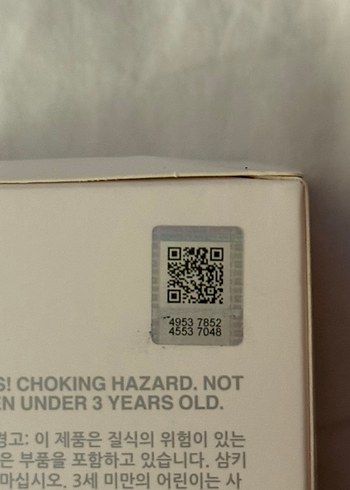 4953 7852
4553 7048
S! CHOKING HAZARD. NOT
EN UNDER 3 YEARS OLD.
경고: 이 제품은 질식의 위험이 있는
은 부품을 포함하고 있습니다. 삼키
마십시오. 3세 미만의 어린이는 사